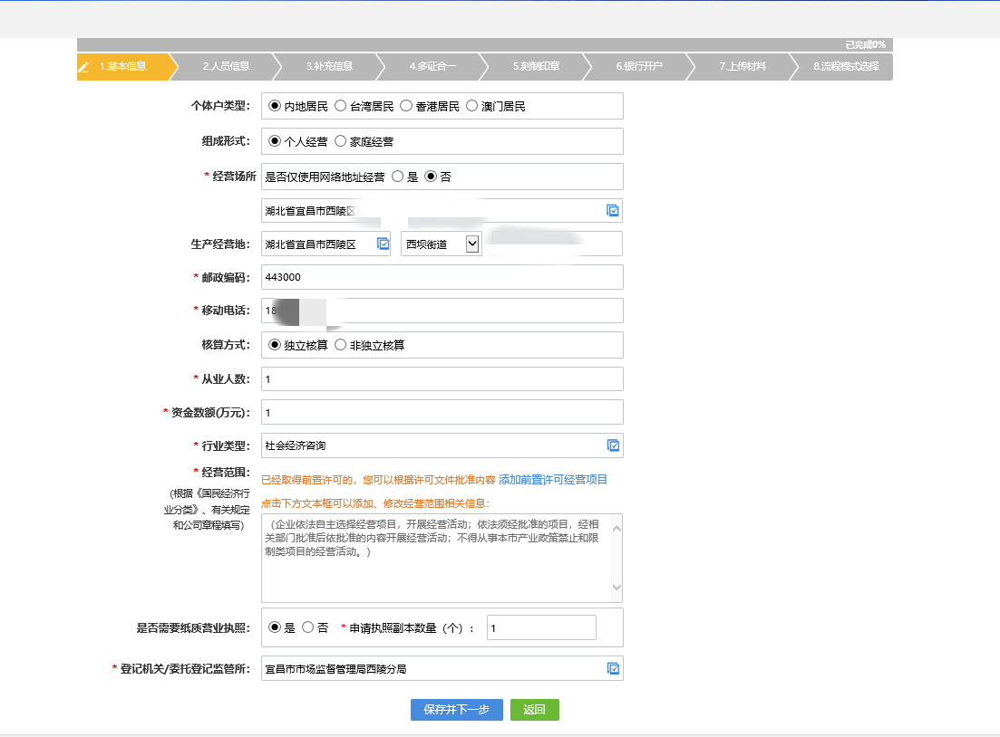 已完成0%
1.基本信息 2.人员信息 3.补充信息 4.多证合一 5.刻制印章 6.银行开户 7.上传材料 8.流程模式选择
个体户类型： 内地居民 台湾居民 香港居民 澳门居民
组成形式： 个人经营 家庭经营
* 经营场所 是否仅使用网络地址经营 是 否
湖北省宜昌市西陵区
生产经营地： 湖北省宜昌市西陵区 西坝街道
* 邮政编码： 443000
* 移动电话： 18
核算方式： 独立核算 非独立核算
* 从业人数： 1
* 资金数额(万元)： 1
* 行业类型： 社会经济咨询
* 经营范围：
(根据《国民经济行
业分类》、有关规定
和公司章程填写)
已经取得前置许可的，您可以根据许可文件批准内容 添加前置许可经营项目
点击下方文本框可以添加、修改经营范围相关信息：
（企业依法自主选择经营项目，开展经营活动；依法须经批准的项目，经相
关部门批准后依批准的内容开展经营活动；不得从事本市产业政策禁止和限
制类项目的经营活动。）
是否需要纸质营业执照： 是 否 * 申请执照副本数量（个）： 1
* 登记机关/委托登记监管所： 宜昌市市场监督管理局西陵分局
保存并下一步 返回